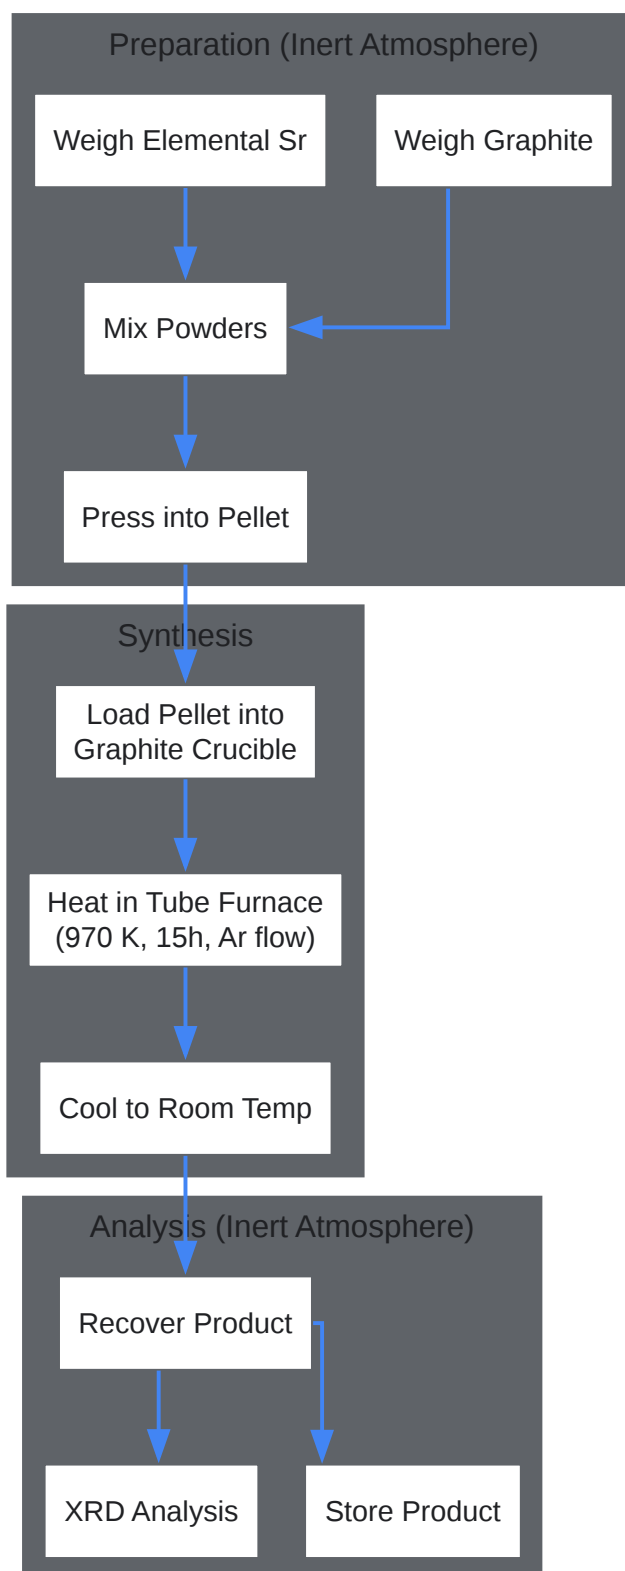 Preparation (Inert Atmosphere)
Weigh Elemental Sr
Weigh Graphite
Mix Powders
Press into Pellet
Synthesis
Load Pellet into
Graphite Crucible
Heat in Tube Furnace
(970 K, 15h, Ar flow)
Cool to Room Temp
Analysis (Inert Atmosphere)
Recover Product
XRD Analysis
Store Product